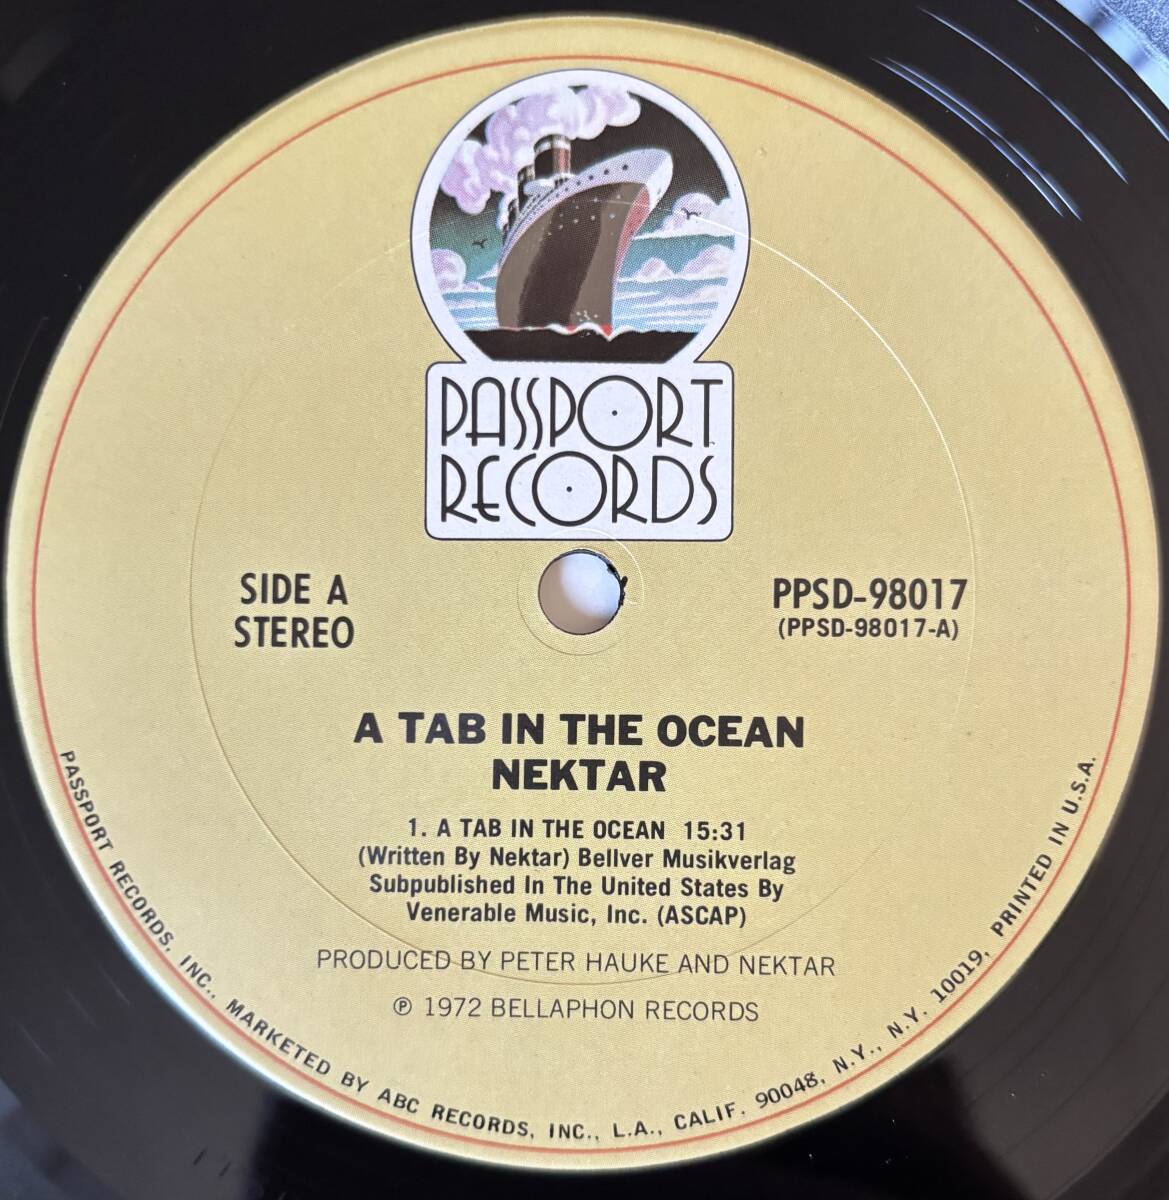 PASSPORT
RECORDS
SIDE A
STEREO
PPSD-98017
(PPSD-98017-A)
A TAB IN THE OCEAN
NEKTAR
1. A TAB IN THE OCEAN 15:31
(Written By Nektar) Bellver Musikverlag
Subpublished In The United States By
Venerable Music, Inc. (ASCAP)
PRODUCED BY PETER HAUKE AND NEKTAR
℗ 1972 BELLAPHON RECORDS
PASSPORT RECORDS, INC., MARKETED BY ABC RECORDS, INC., L.A., CALIF. 90048, N.Y., N.Y. 10019, PRINTED IN U.S.A.